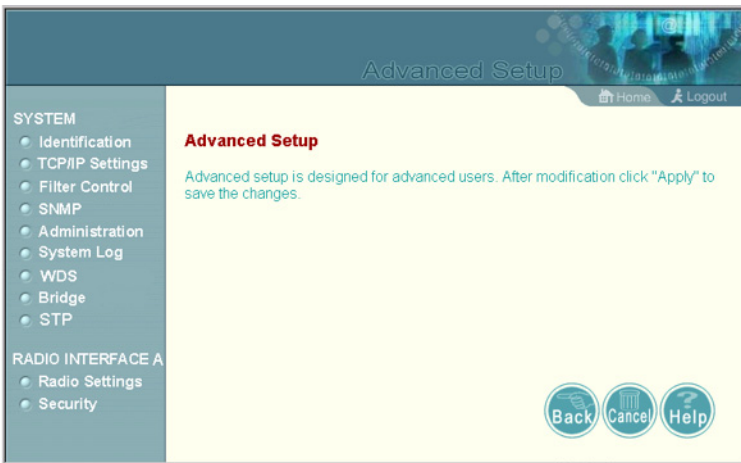 Advanced Setup
Home
Logout
SYSTEM
Identification
TCP/IP Settings
Filter Control
SNMP
Administration
System Log
WDS
Bridge
STP
RADIO INTERFACE A
Radio Settings
Security
Advanced Setup
Advanced setup is designed for advanced users. After modification click "Apply" to
save the changes.
Back
Cancel
Help